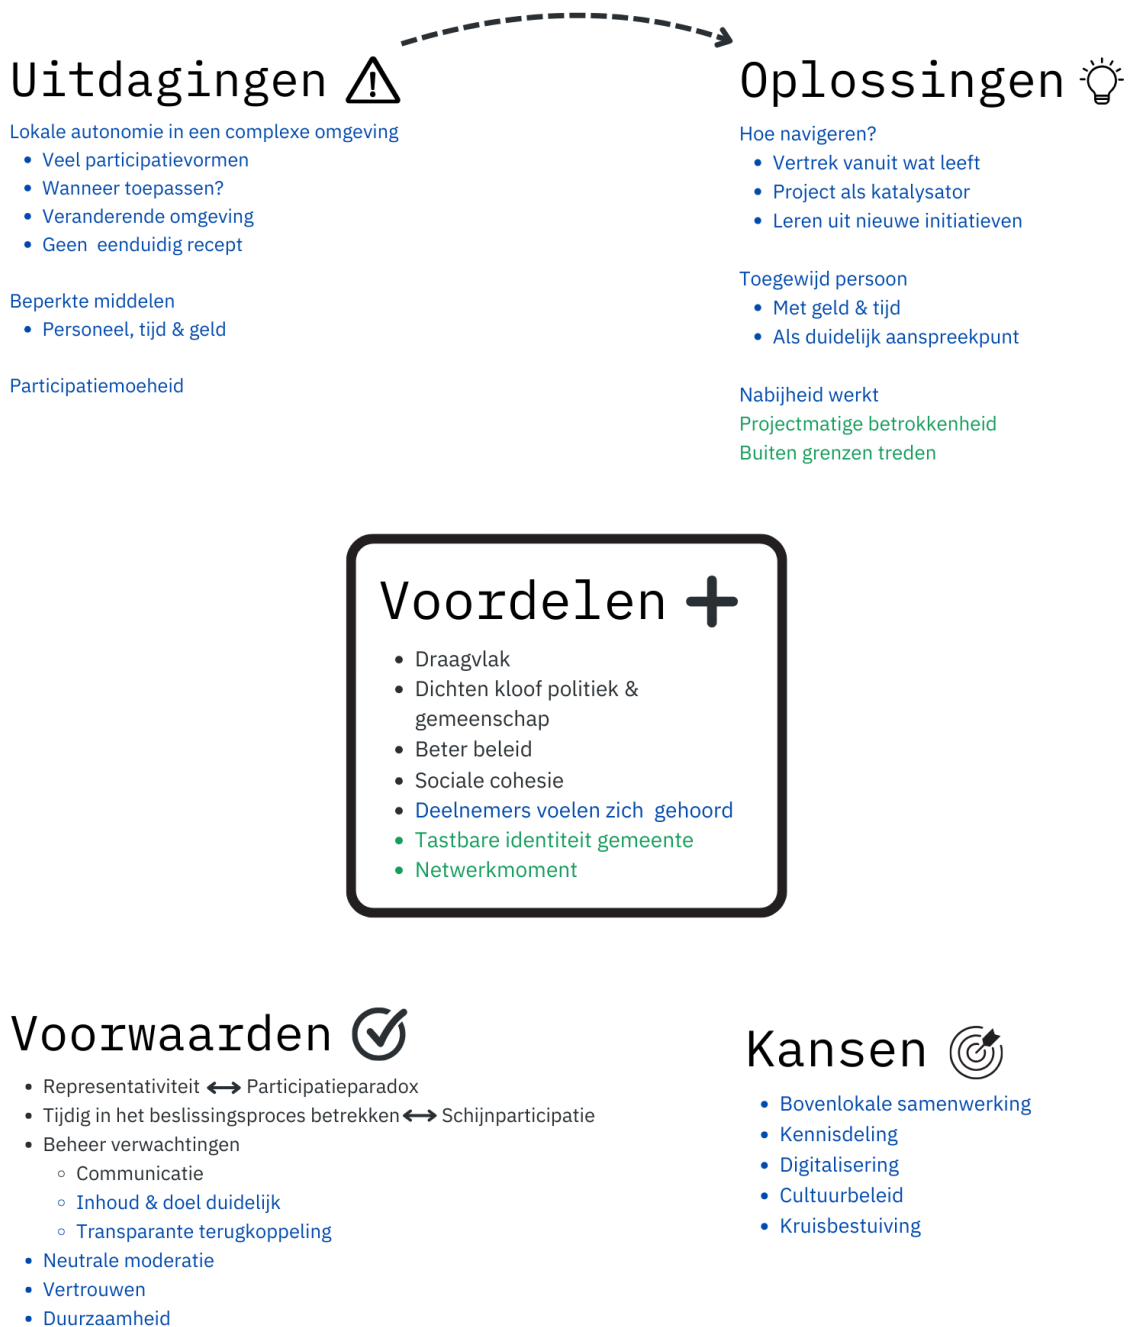 Uitdagingen
Lokale autonomie in een complexe omgeving
Veel participatievormen
Wanneer toepassen?
Veranderende omgeving
Geen eenduidig recept
Beperkte middelen
Personeel, tijd & geld
Participatiemoeheid
Oplossingen
Hoe navigeren?
Vertrek vanuit wat leeft
Project als katalysator
Leren uit nieuwe initiatieven
Toegewijd persoon
Met geld & tijd
Als duidelijk aanspreekpunt
Nabijheid werkt
Projectmatige betrokkenheid
Buiten grenzen treden
Voordelen
Draagvlak
Dichten kloof politiek &
gemeenschap
Beter beleid
Sociale cohesie
Deelnemers voelen zich gehoord
Tastbare identiteit gemeente
Netwerkmoment
Voorwaarden
Representativiteit ↔ Participatieparadox
Tijdig in het beslissingsproces betrekken ↔ Schijnparticipatie
Beheer verwachtingen
Communicatie
Inhoud & doel duidelijk
Transparante terugkoppeling
Neutrale moderatie
Vertrouwen
Duurzaamheid
Kansen
Bovenlokale samenwerking
Kennisdeling
Digitalisering
Cultuurbeleid
Kruisbestuiving